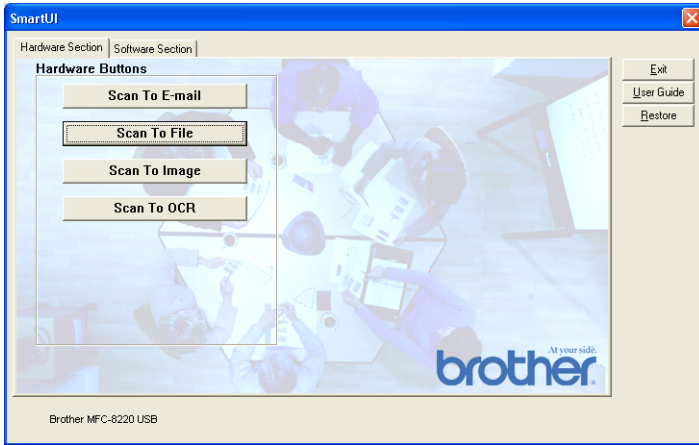 SmartUI
Hardware Section
Software Section
Hardware Buttons
Scan To E-mail
Scan To File
Scan To Image
Scan To OCR
Exit
User Guide
Restore
At your side.
brother.
Brother MFC-8220 USB